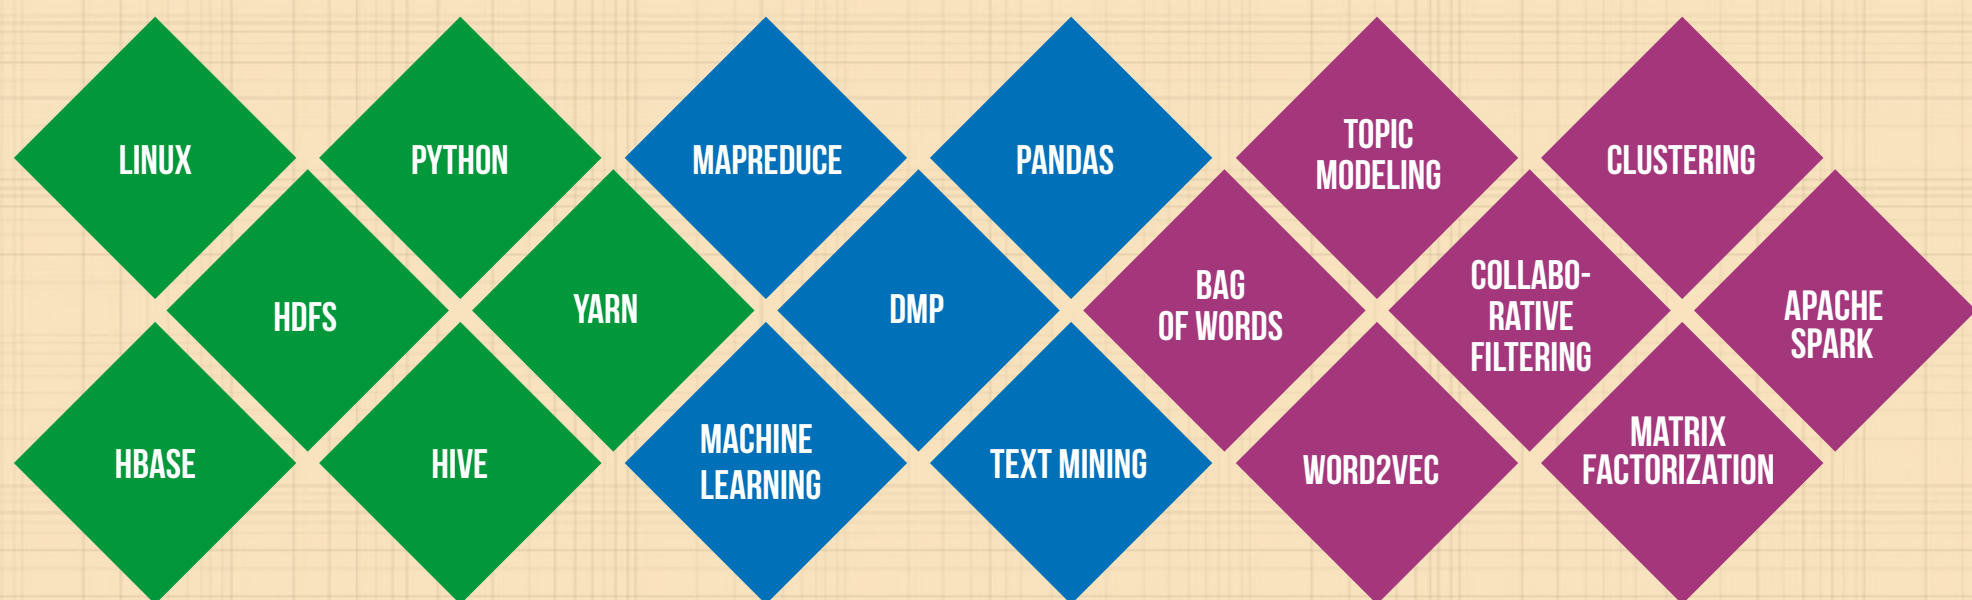 LINUX
PYTHON
MAPREDUCE
PANDAS
TOPIC
MODELING
CLUSTERING
HDFS
YARN
DMP
BAG
OF WORDS
COLLABO-
RATIVE
FILTERING
APACHE
SPARK
HBASE
HIVE
MACHINE
LEARNING
TEXT MINING
WORD2VEC
MATRIX
FACTORIZATION